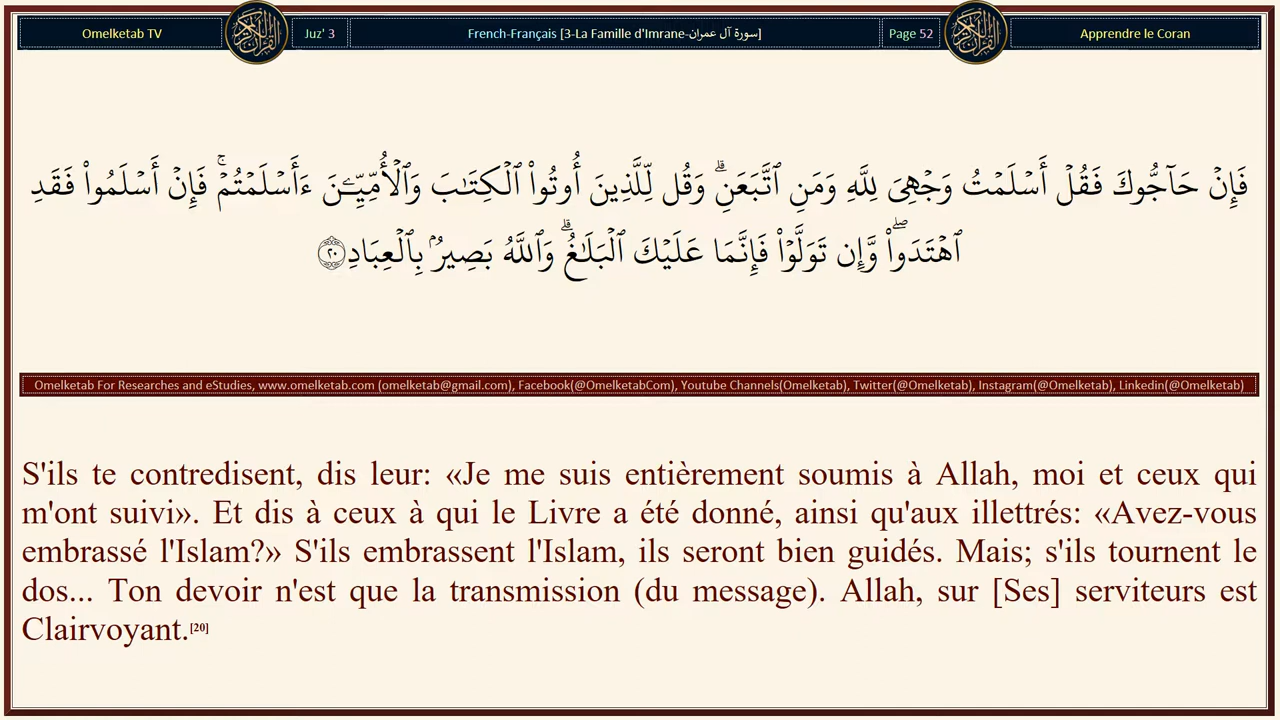 Omelketab TV
Juz' 3
French-Français [3-La Famille d'Imrane-سورة آل عمران]
Page 52
Apprendre le Coran
فَإِنۡ حَآجُّوكَ فَقُلۡ أَسۡلَمۡتُ وَجۡهِيَ لِلَّهِ وَمَنِ ٱتَّبَعَنِۗ وَقُل لِّلَّذِينَ أُوتُواْ ٱلۡكِتَٰبَ وَٱلۡأُمِّيِّـۧنَ ءَأَسۡلَمۡتُمۡۚ فَإِنۡ أَسۡلَمُواْ فَقَدِ
ٱهۡتَدَواْۖ وَّإِن تَوَلَّوۡاْ فَإِنَّمَا عَلَيۡكَ ٱلۡبَلَٰغُۗ وَٱللَّهُ بَصِيرُۢ بِٱلۡعِبَادِ ٢٠
Omelketab For Researches and eStudies, www.omelketab.com (omelketab@gmail.com), Facebook(@OmelketabCom), Youtube Channels(Omelketab), Twitter(@Omelketab), Instagram(@Omelketab), Linkedin(@Omelketab)
S'ils te contredisent, dis leur: «Je me suis entièrement soumis à Allah, moi et ceux qui
m'ont suivi». Et dis à ceux à qui le Livre a été donné, ainsi qu'aux illettrés: «Avez-vous
embrassé l'Islam?» S'ils embrassent l'Islam, ils seront bien guidés. Mais; s'ils tournent le
dos... Ton devoir n'est que la transmission (du message). Allah, sur [Ses] serviteurs est
Clairvoyant.[20]